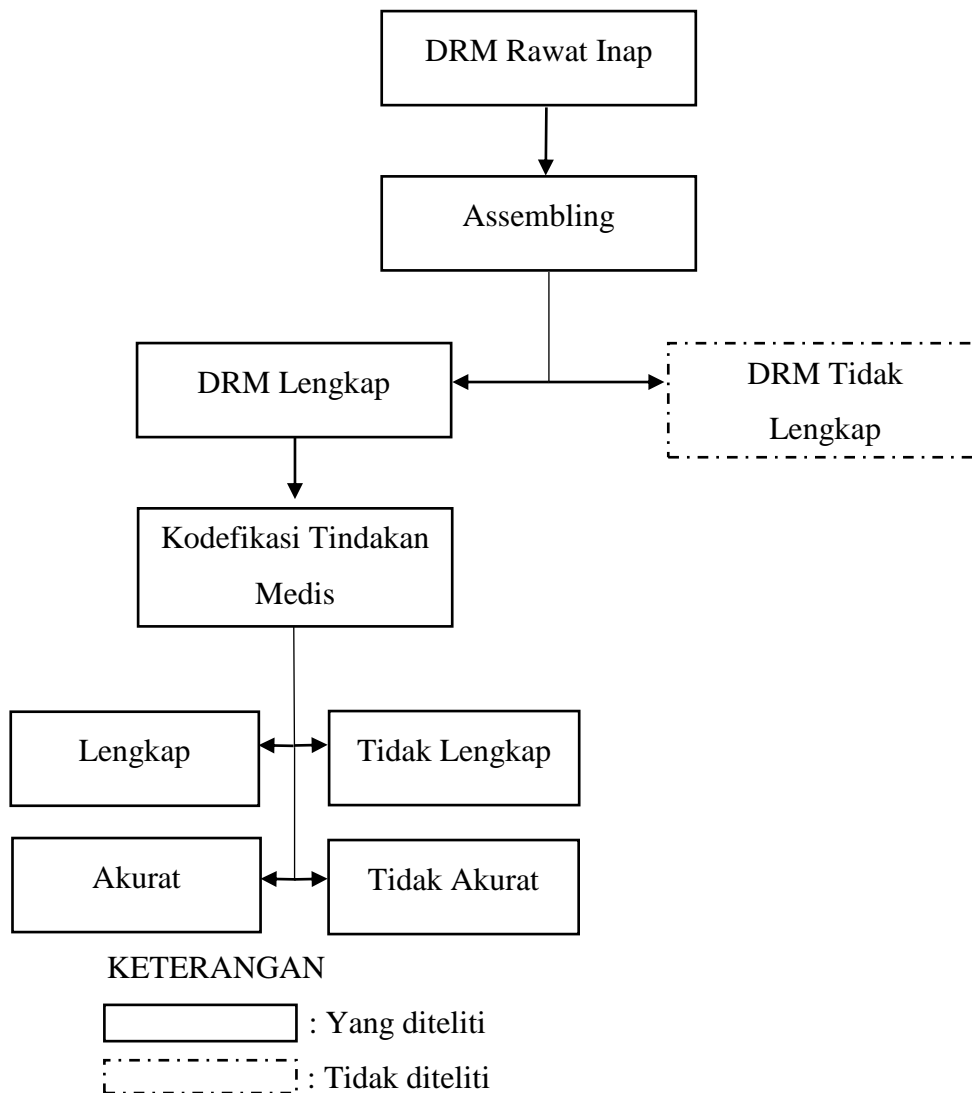 DRM Rawat Inap
Assembling
DRM Lengkap
DRM Tidak
Lengkap
Kodefikasi Tindakan
Medis
Lengkap
Tidak Lengkap
Akurat
Tidak Akurat
KETERANGAN
: Yang diteliti
: Tidak diteliti